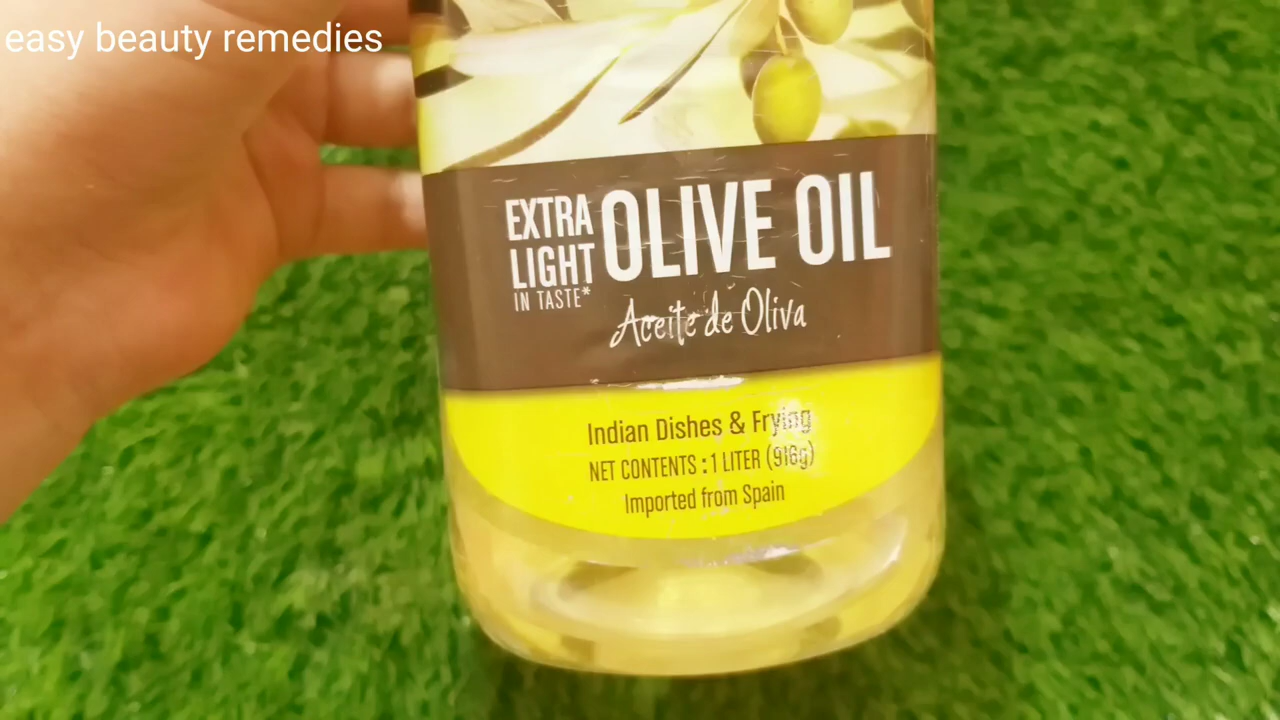 easy beauty remedies
EXTRA
LIGHT
IN TASTE*
OLIVE OIL
Aceite de Oliva
Indian Dishes & Frying
NET CONTENTS : 1 LITER (916g)
Imported from Spain